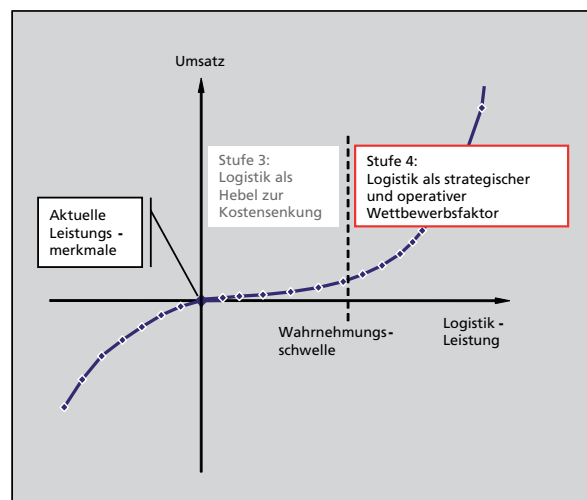 Umsatz
Stufe 3:
Logistik als
Hebel zur
Kostensenkung
Stufe 4:
Logistik als strategischer
und operativer
Wettbewerbsfaktor
Aktuelle
Leistungs -
merkmale
Wahrnehmungs-
schwelle
Logistik -
Leistung